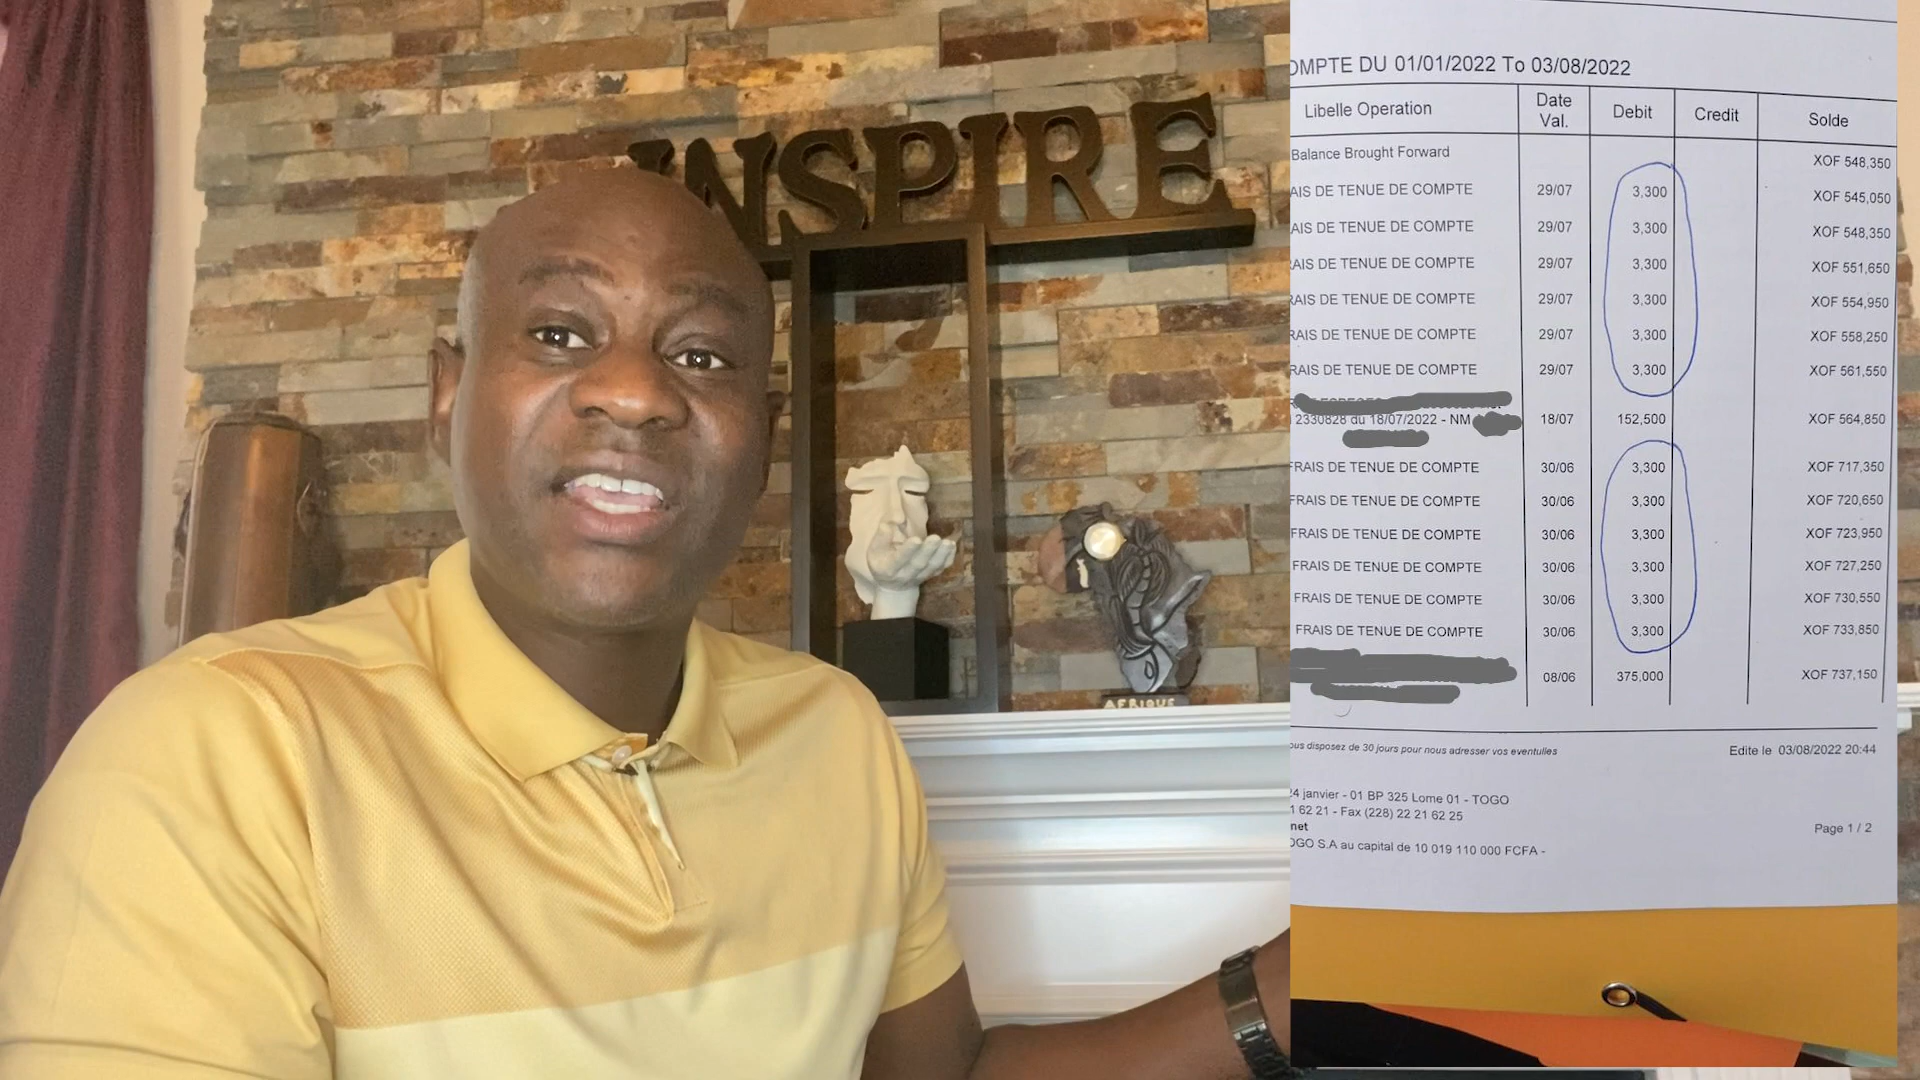 INSPIRE
AFRIQUE
OMPTE DU 01/01/2022 To 03/08/2022
Libelle Operation Date Val. Debit Credit Solde
Balance Brought Forward XOF 548,350
AIS DE TENUE DE COMPTE 29/07 3,300 XOF 545,050
AIS DE TENUE DE COMPTE 29/07 3,300 XOF 548,350
RAIS DE TENUE DE COMPTE 29/07 3,300 XOF 551,650
RAIS DE TENUE DE COMPTE 29/07 3,300 XOF 554,950
RAIS DE TENUE DE COMPTE 29/07 3,300 XOF 558,250
RAIS DE TENUE DE COMPTE 29/07 3,300 XOF 561,550
2330828 du 18/07/2022 - NM 18/07 152,500 XOF 564,850
FRAIS DE TENUE DE COMPTE 30/06 3,300 XOF 717,350
FRAIS DE TENUE DE COMPTE 30/06 3,300 XOF 720,650
FRAIS DE TENUE DE COMPTE 30/06 3,300 XOF 723,950
FRAIS DE TENUE DE COMPTE 30/06 3,300 XOF 727,250
FRAIS DE TENUE DE COMPTE 30/06 3,300 XOF 730,550
FRAIS DE TENUE DE COMPTE 30/06 3,300 XOF 733,850
08/06 375,000 XOF 737,150
ous disposez de 30 jours pour nous adresser vos eventulles Edite le 03/08/2022 20:44
24 janvier - 01 BP 325 Lome 01 - TOGO
1 62 21 - Fax (228) 22 21 62 25
net Page 1 / 2
OGO S.A au capital de 10 019 110 000 FCFA -